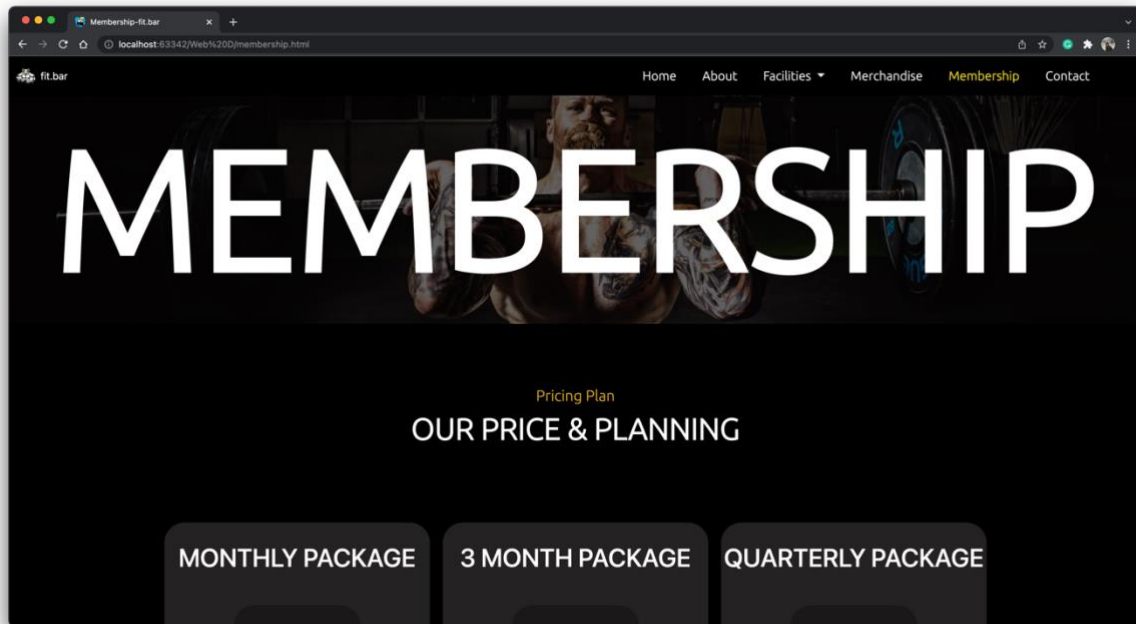 Membership-fit.bar
localhost:63342/Web%20D/membership.html
fit.bar
Home About Facilities Merchandise Membership Contact
MEMBERSHIP
Pricing Plan
OUR PRICE & PLANNING
MONTHLY PACKAGE
3 MONTH PACKAGE
QUARTERLY PACKAGE